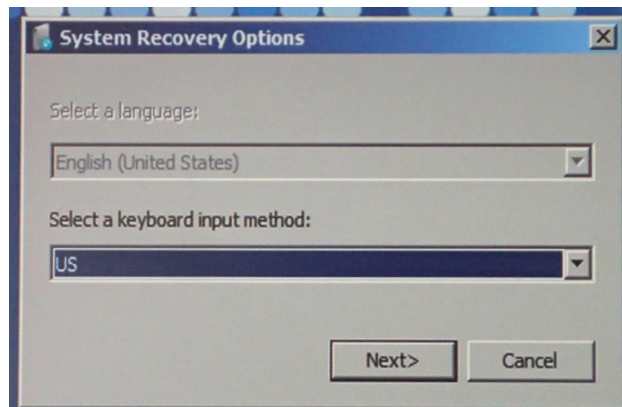 System Recovery Options
Select a language:
English (United States)
Select a keyboard input method:
US
Next>
Cancel